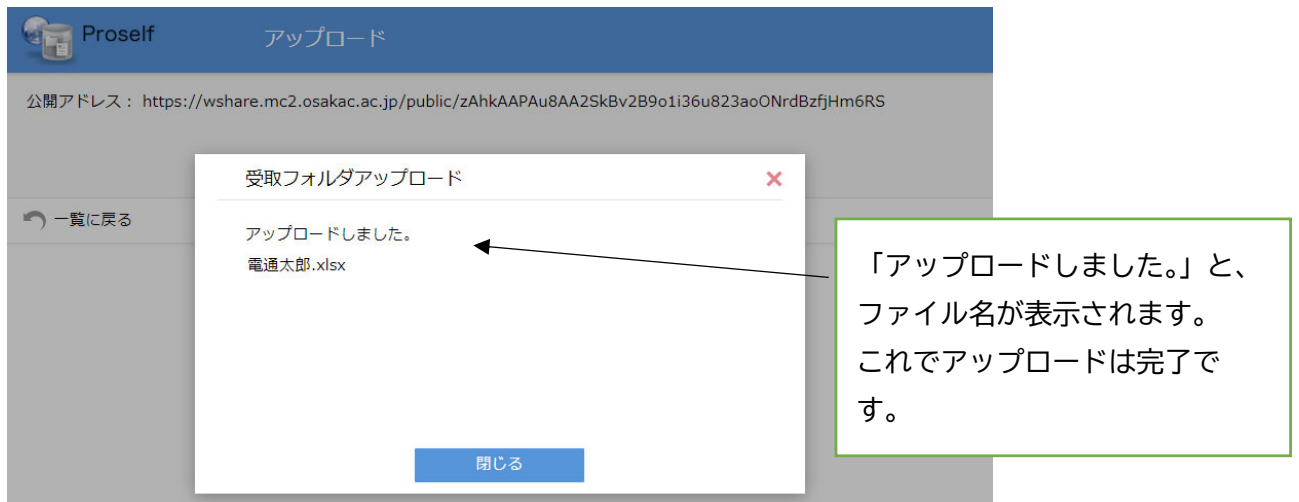 Proself
アップロード
公開アドレス： https://wshare.mc2.osakac.ac.jp/public/zAhkAAPAu8AA2SkBv2B9o1i36u823aoONrdBzfjHm6RS
受取フォルダアップロード
一覧に戻る
アップロードしました。
電通太郎.xlsx
閉じる
「アップロードしました。」と、
ファイル名が表示されます。
これでアップロードは完了で
す。